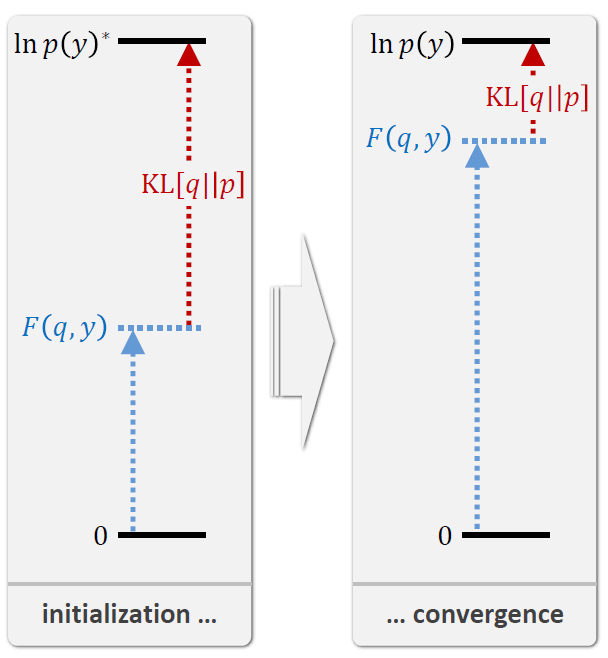 ln p(y)*
KL[q||p]
F(q, y)
0
initialization ...
ln p(y)
KL[q||p]
F(q, y)
0
... convergence